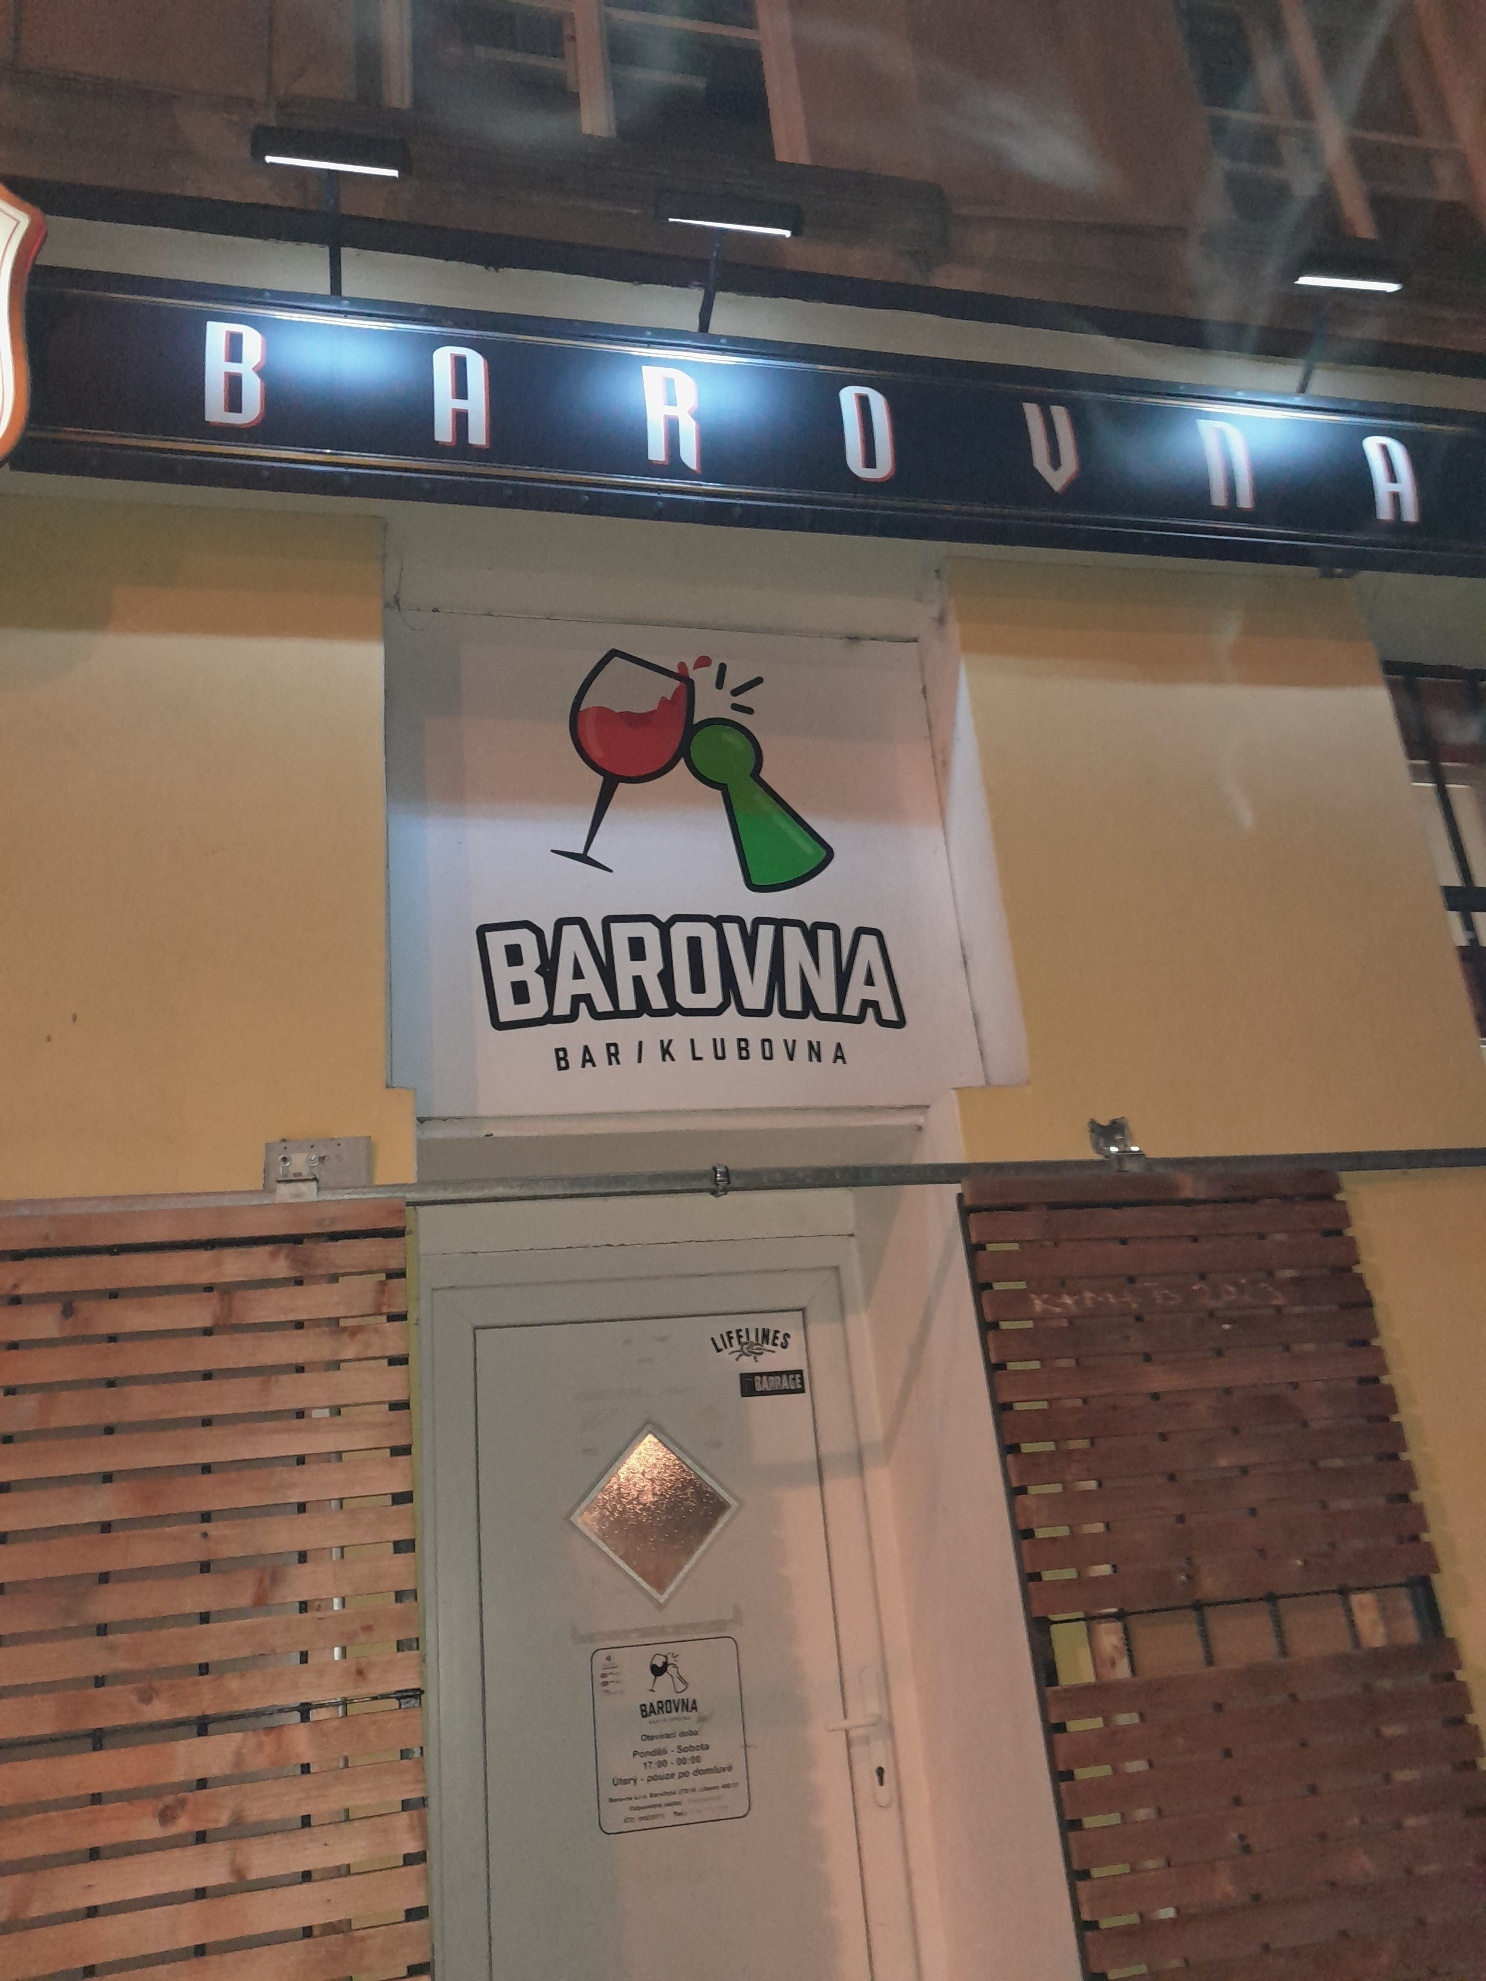 BAROVNA
BAROVNA
BAR/KLUBOVNA
LIFELINES
BARRAGE
BAROVNA
Otevírací doba
Pondělí - Sobota
17:00 - 00:00
Úterý - pouze po domluvě